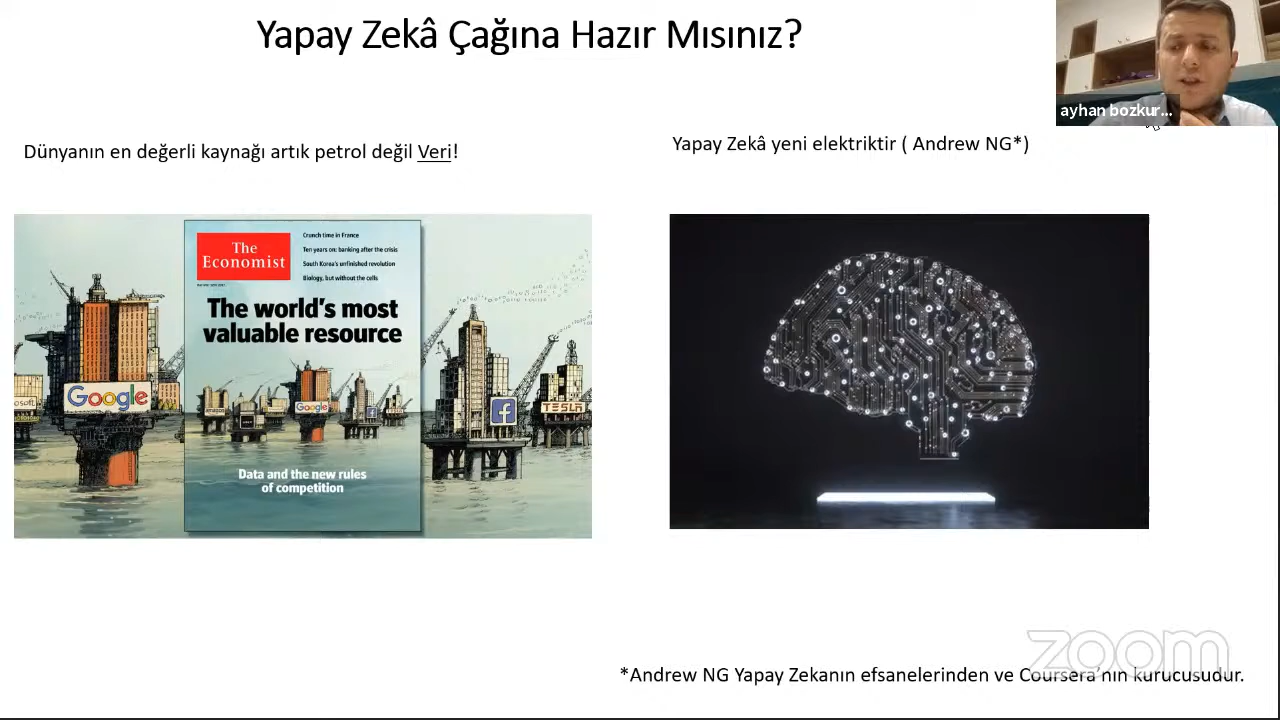 Yapay Zekâ Çağına Hazır Mısınız?
ayhan bozkur...
Dünyanın en değerli kaynağı artık petrol değil Veri!
Yapay Zekâ yeni elektriktir ( Andrew NG*)
The
Economist
Crunch time in France
Ten years on: banking after the crisis
South Korea's unfinished revolution
Biology, but without the cells
The world's most
valuable resource
Google
TESLA
amazon
UBER
Google
Data and the new rules
of competition
zoom
*Andrew NG Yapay Zekanın efsanelerinden ve Coursera'nın kurucusudur.